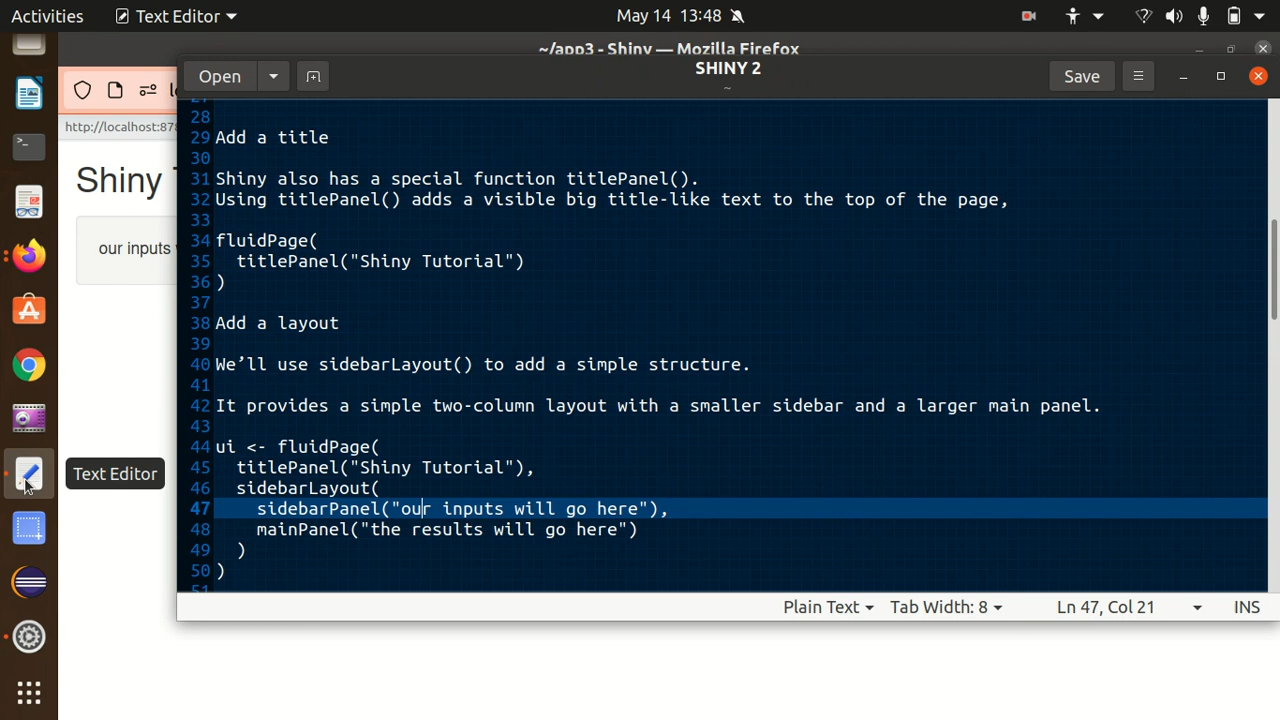 Activities
Text Editor
May 14 13:48
~/app3 - Shiny — Mozilla Firefox
Open
SHINY 2
~
Save
http://localhost:87
Shiny
our inputs
Text Editor
28
29 Add a title
30
31 Shiny also has a special function titlePanel().
32 Using titlePanel() adds a visible big title-like text to the top of the page,
33
34 fluidPage(
35 titlePanel("Shiny Tutorial")
36 )
37
38 Add a layout
39
40 We’ll use sidebarLayout() to add a simple structure.
41
42 It provides a simple two-column layout with a smaller sidebar and a larger main panel.
43
44 ui <- fluidPage(
45 titlePanel("Shiny Tutorial"),
46 sidebarLayout(
47 sidebarPanel("our inputs will go here"),
48 mainPanel("the results will go here")
49 )
50 )
Plain Text
Tab Width: 8
Ln 47, Col 21
INS